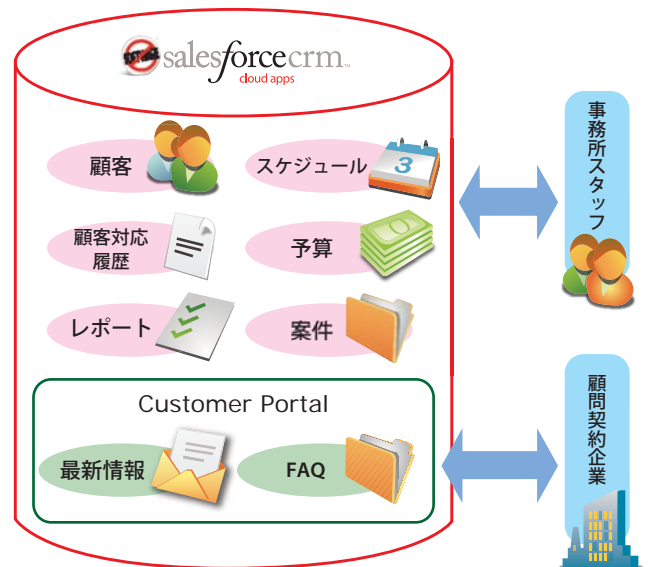 salesforcecrm
cloud apps
顧客
スケジュール
3
顧客対応
履歴
予算
レポート
案件
Customer Portal
最新情報
FAQ
事務所スタッフ
顧問契約企業